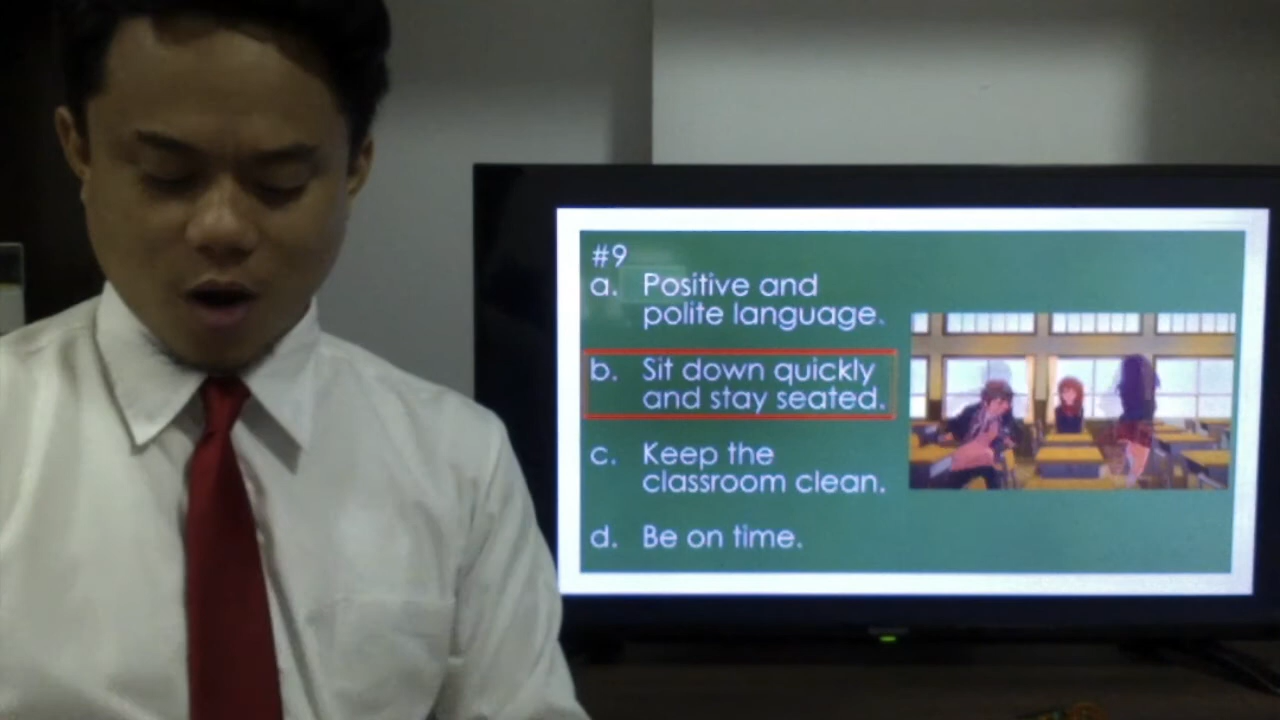 #9
a. Positive and
polite language.
b. Sit down quickly
and stay seated.
c. Keep the
classroom clean.
d. Be on time.